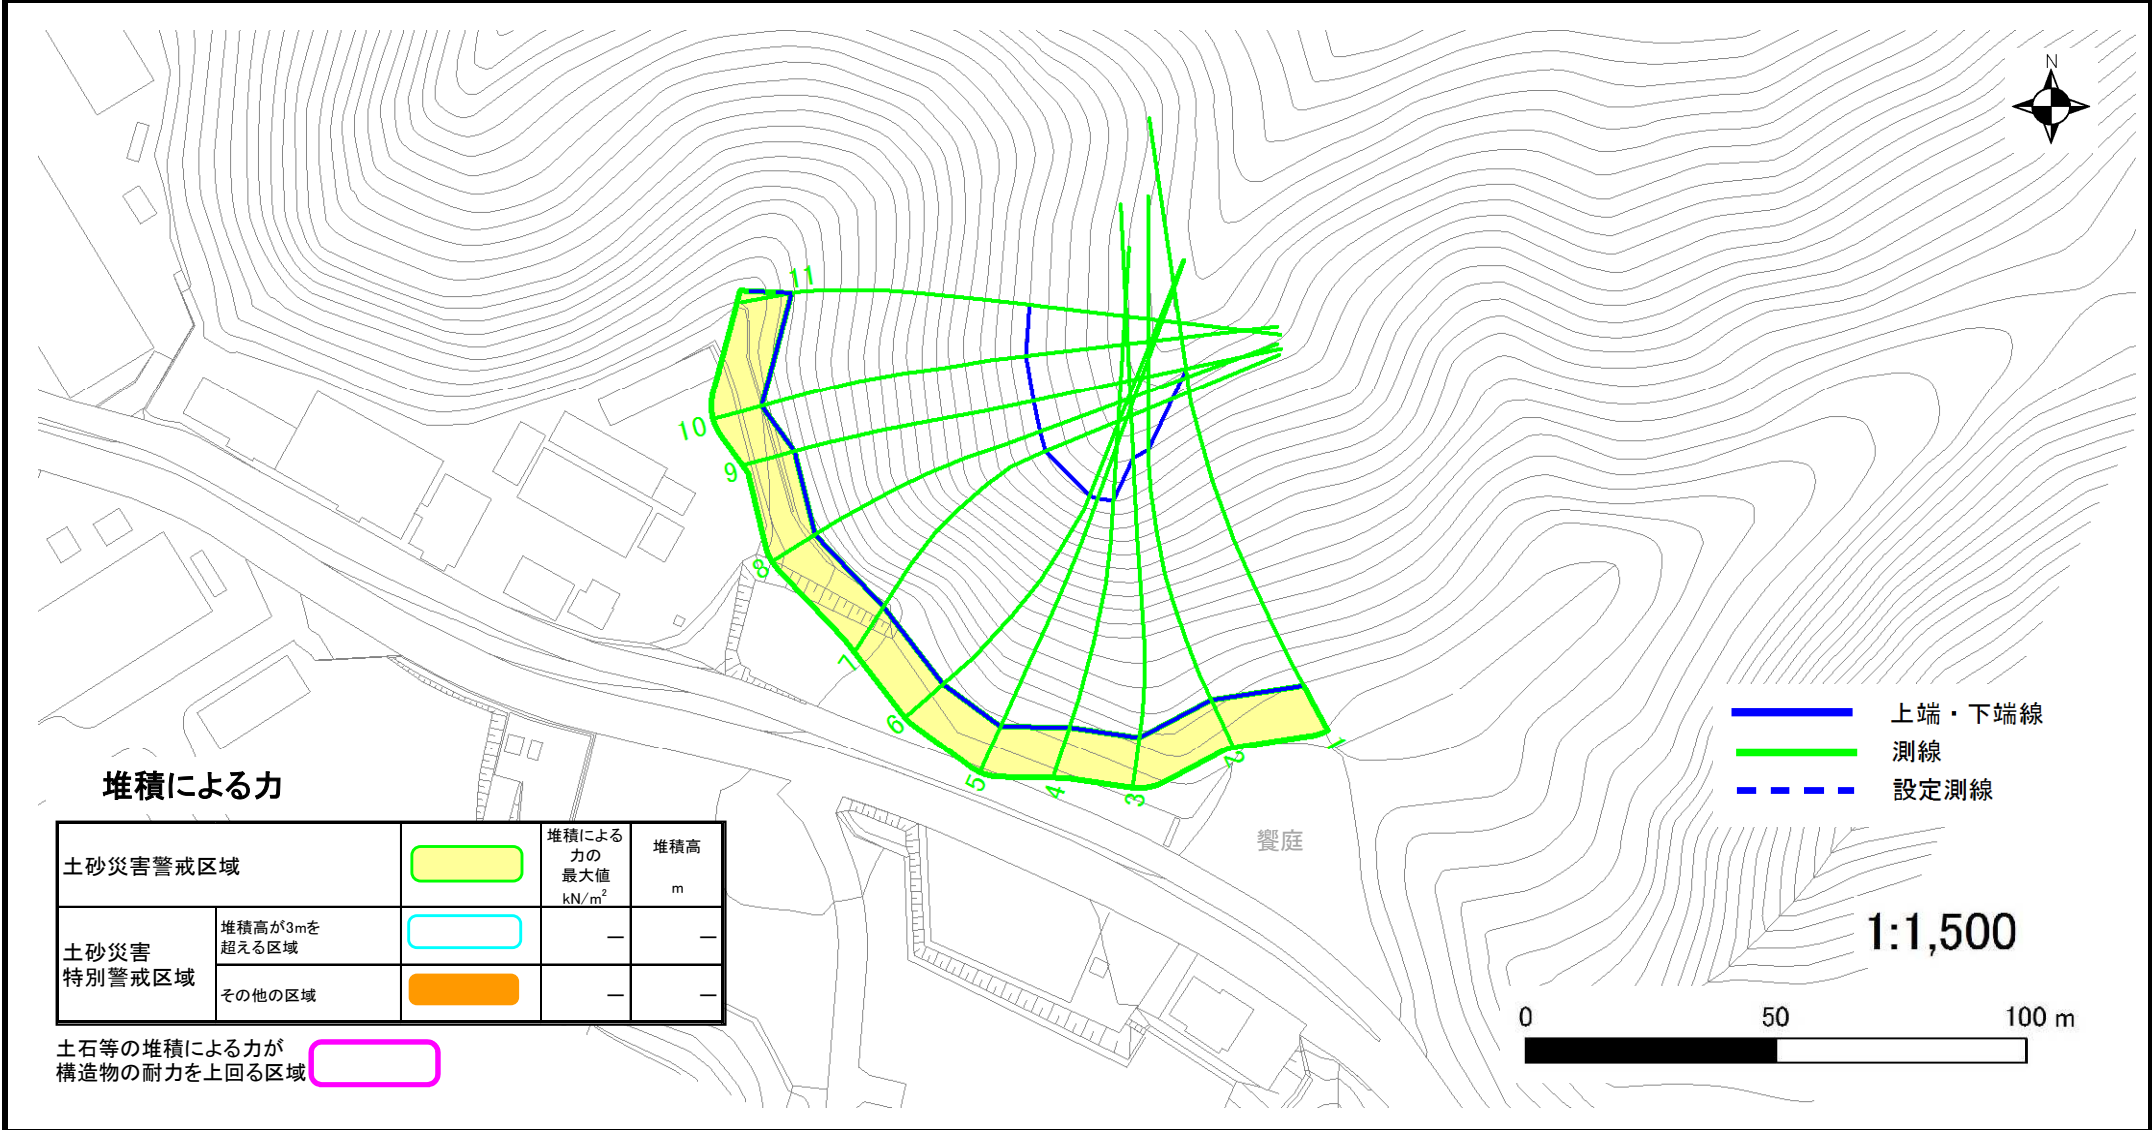 N
11
10
9
8
7
6
5
4
3
2
1
饗庭
上端・下端線
測線
設定測線
1:1,500
0 50 100 m
堆積による力
土砂災害警戒区域
堆積による
力の
最大値
kN/m²
堆積高
m
土砂災害
特別警戒区域
堆積高が3mを
超える区域
－ －
その他の区域
－ －
土石等の堆積による力が
構造物の耐力を上回る区域